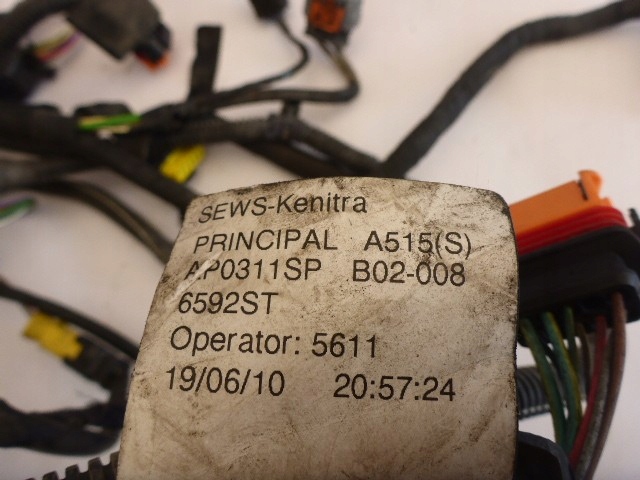 SEWS-Kenitra
PRINCIPAL A515(S)
AP0311SP B02-008
6592ST
Operator: 5611
19/06/10 20:57:24